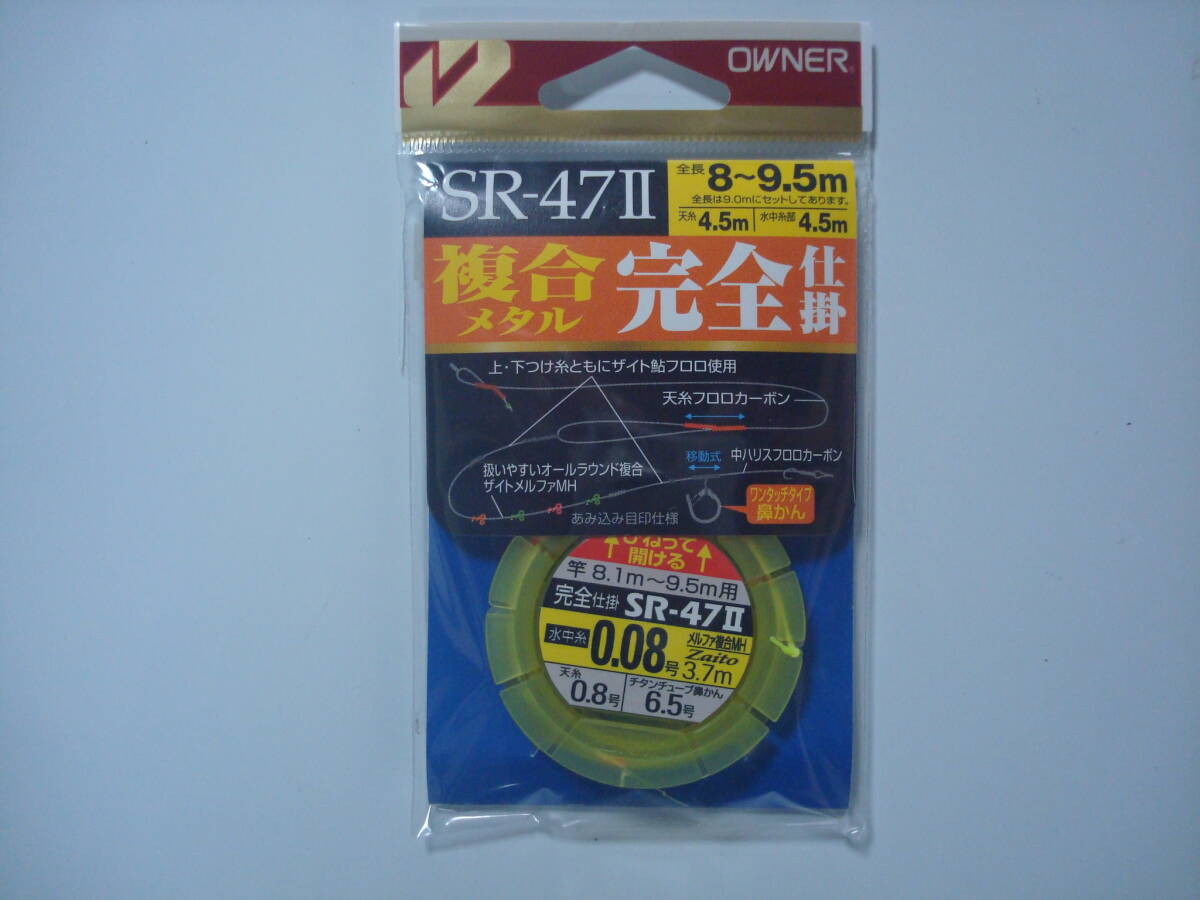 OWNER
SR-47Ⅱ
全長 8～9.5m
全長は9.0mにセットしてあります。
天糸 4.5m 水中糸部 4.5m
複合メタル 完全仕掛
上・下つけ糸ともにザイト鮎フロロ使用
天糸フロロカーボン
移動式 中ハリスフロロカーボン
扱いやすいオールラウンド複合
ザイトメルファMH
ワンタッチタイプ
鼻かん
あみ込み目印仕様
ひねって
開ける
竿 8.1m～9.5m用
完全仕掛 SR-47Ⅱ
水中糸 0.08号 メルファ複合MH
Zaito
3.7m
天糸 0.8号
チタンチューブ鼻かん 6.5号